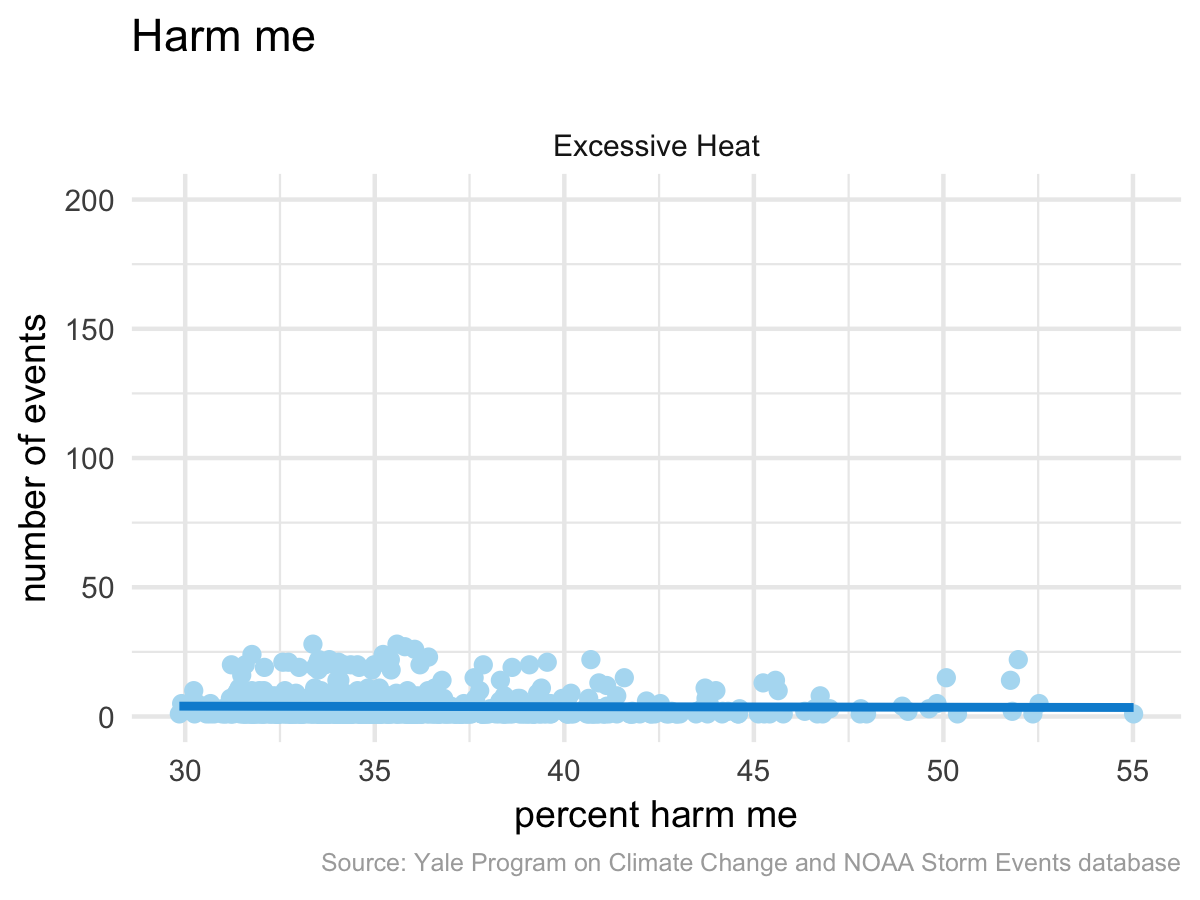 Harm me
Excessive Heat
200
150
100
50
0
number of events
30 35 40 45 50 55
percent harm me
Source: Yale Program on Climate Change and NOAA Storm Events database